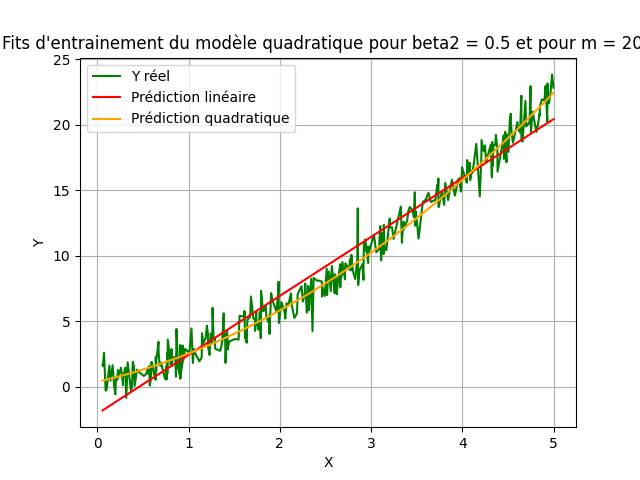 Fits d'entrainement du modèle quadratique pour beta2 = 0.5 et pour m = 20
25
20
15
10
5
0
Y
Y réel
Prédiction linéaire
Prédiction quadratique
0 1 2 3 4 5
X